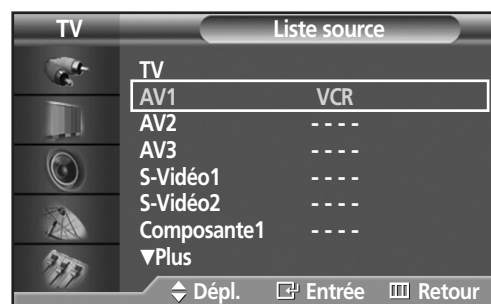 TV Liste source
TV
AV1 VCR
AV2 - - - -
AV3 - - - -
S-Vidéo1 - - - -
S-Vidéo2 - - - -
Composante1 - - - -
▼Plus
Dépl. Entrée Retour